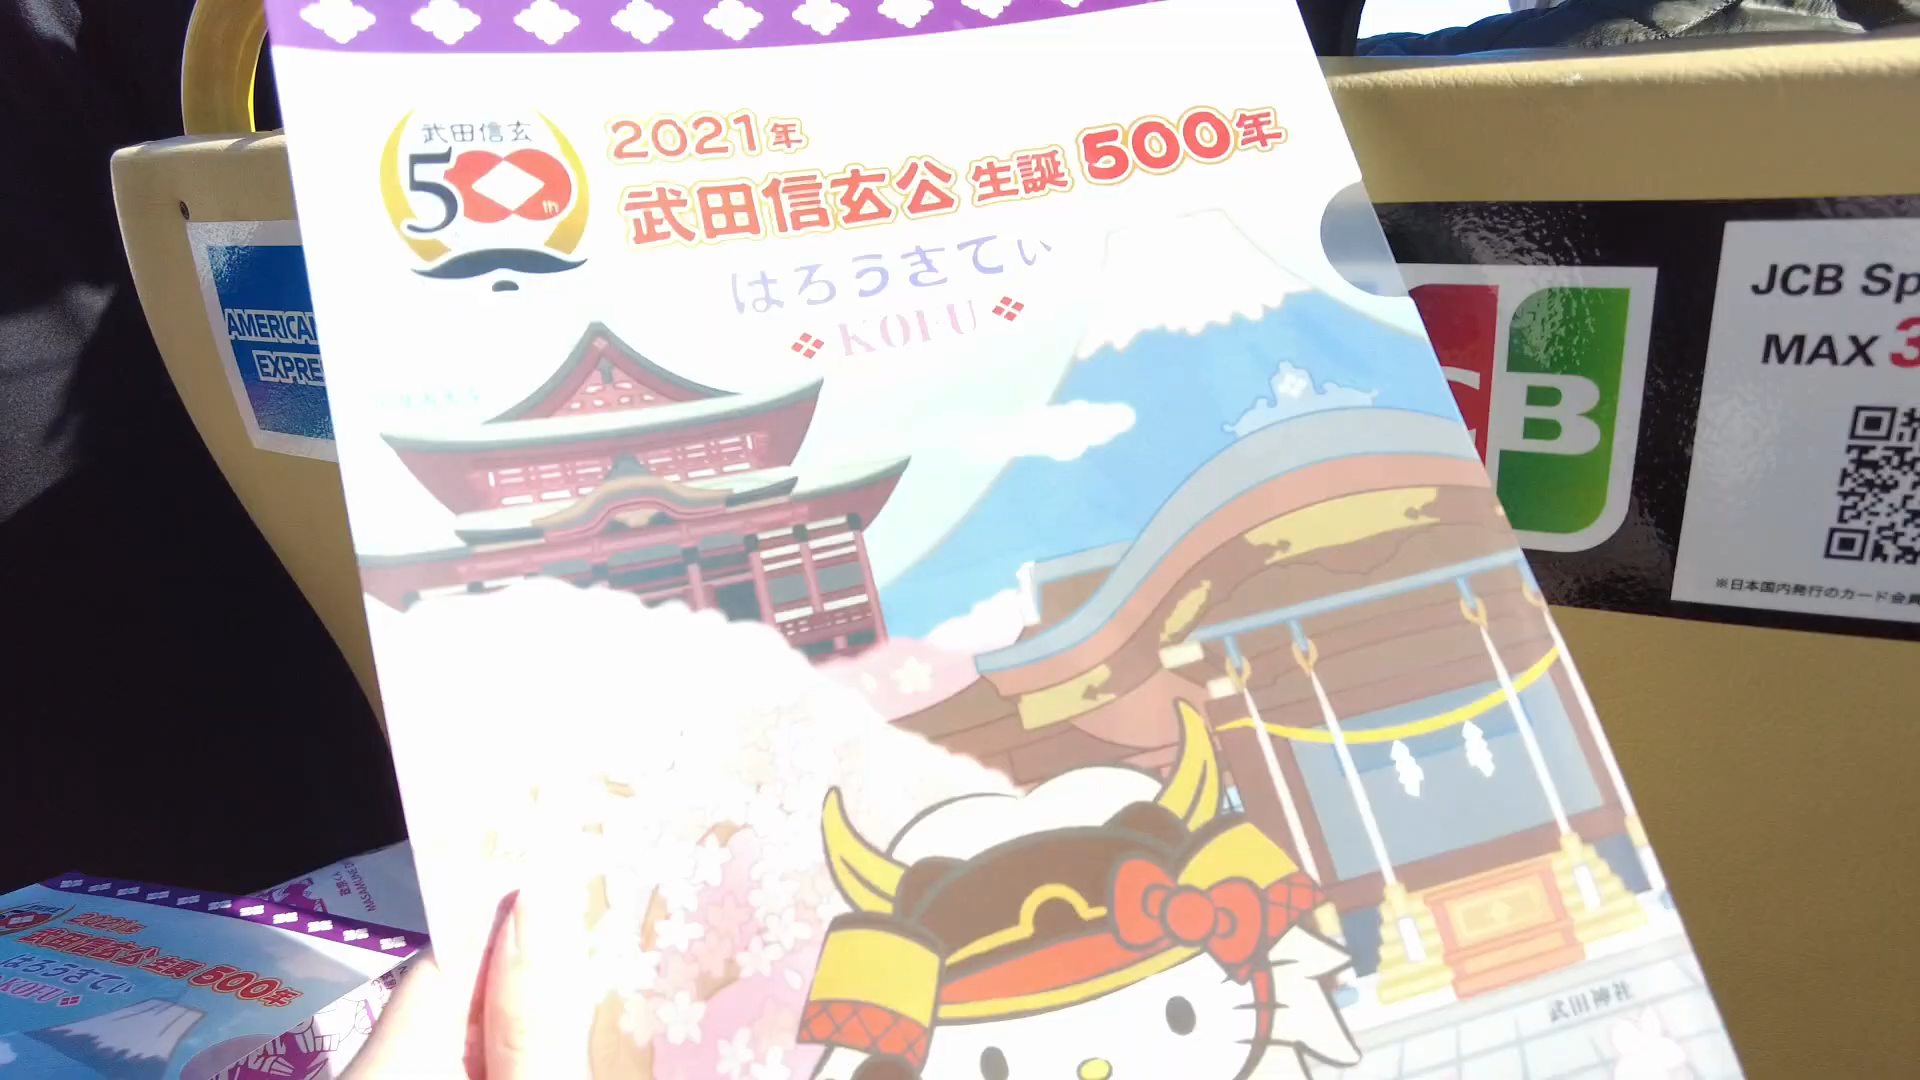 武田信玄
50th
2021年
武田信玄公 生誕 500年
はろうきてぃ
KOFU
武田神社
AMERICAN
EXPRE
JCB Sp
MAX 3
CB
※日本国内発行のカード会員
2021年
武田信玄公 生誕 500年
はろうきてぃ
KOFU